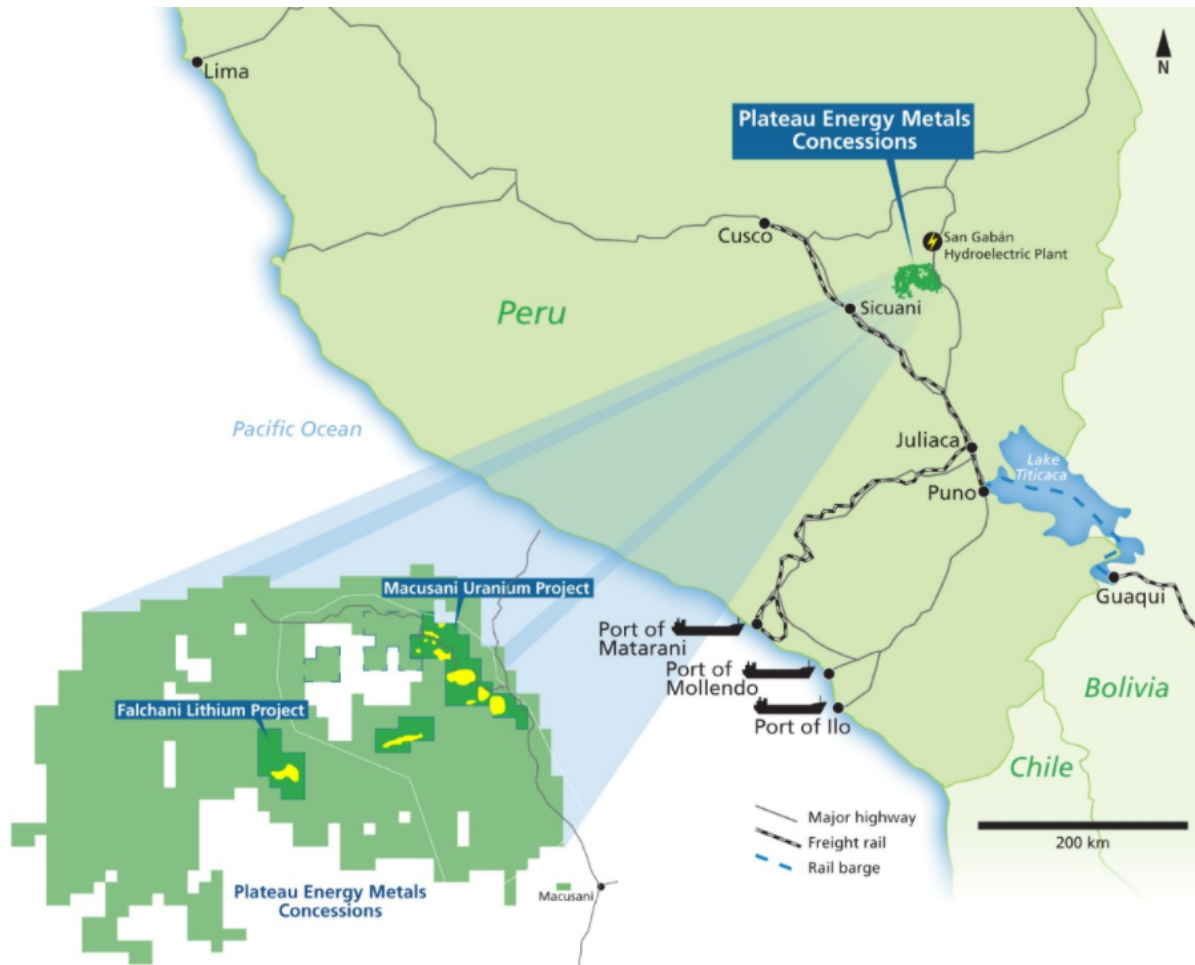 Lima
N
Plateau Energy Metals
Concessions
Cusco
San Gabán
Hydroelectric Plant
Peru
Sicuani
Pacific Ocean
Juliaca
Lake
Titicaca
Puno
Macusani Uranium Project
Guaqui
Port of
Matarani
Port of
Mollendo
Bolivia
Falchani Lithium Project
Port of Ilo
Chile
Major highway
Freight rail
200 km
Rail barge
Plateau Energy Metals
Concessions
Macusani